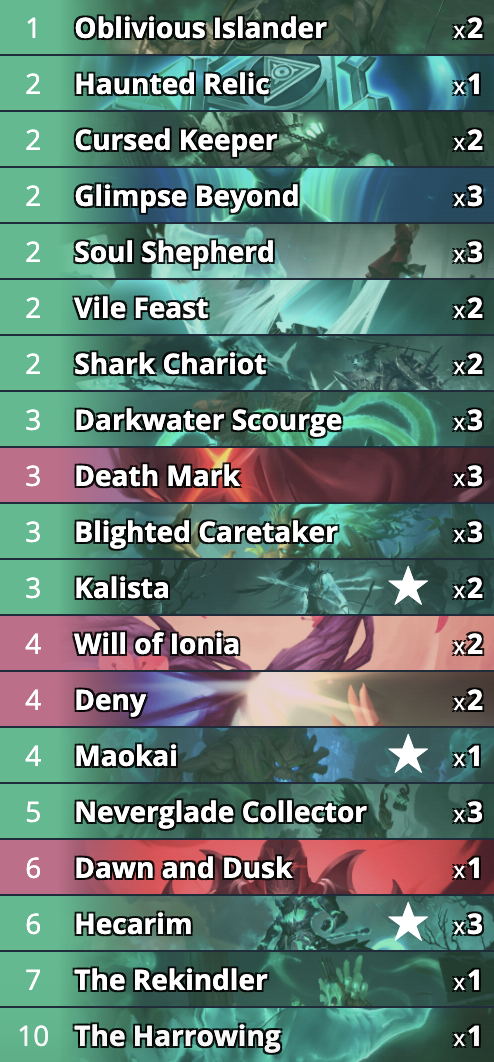 1 Oblivious Islander x2
2 Haunted Relic x1
2 Cursed Keeper x2
2 Glimpse Beyond x3
2 Soul Shepherd x3
2 Vile Feast x2
2 Shark Chariot x2
3 Darkwater Scourge x3
3 Death Mark x3
3 Blighted Caretaker x3
3 Kalista x2
4 Will of Ionia x2
4 Deny x2
4 Maokai x1
5 Neverglade Collector x3
6 Dawn and Dusk x1
6 Hecarim x3
7 The Rekindler x1
10 The Harrowing x1